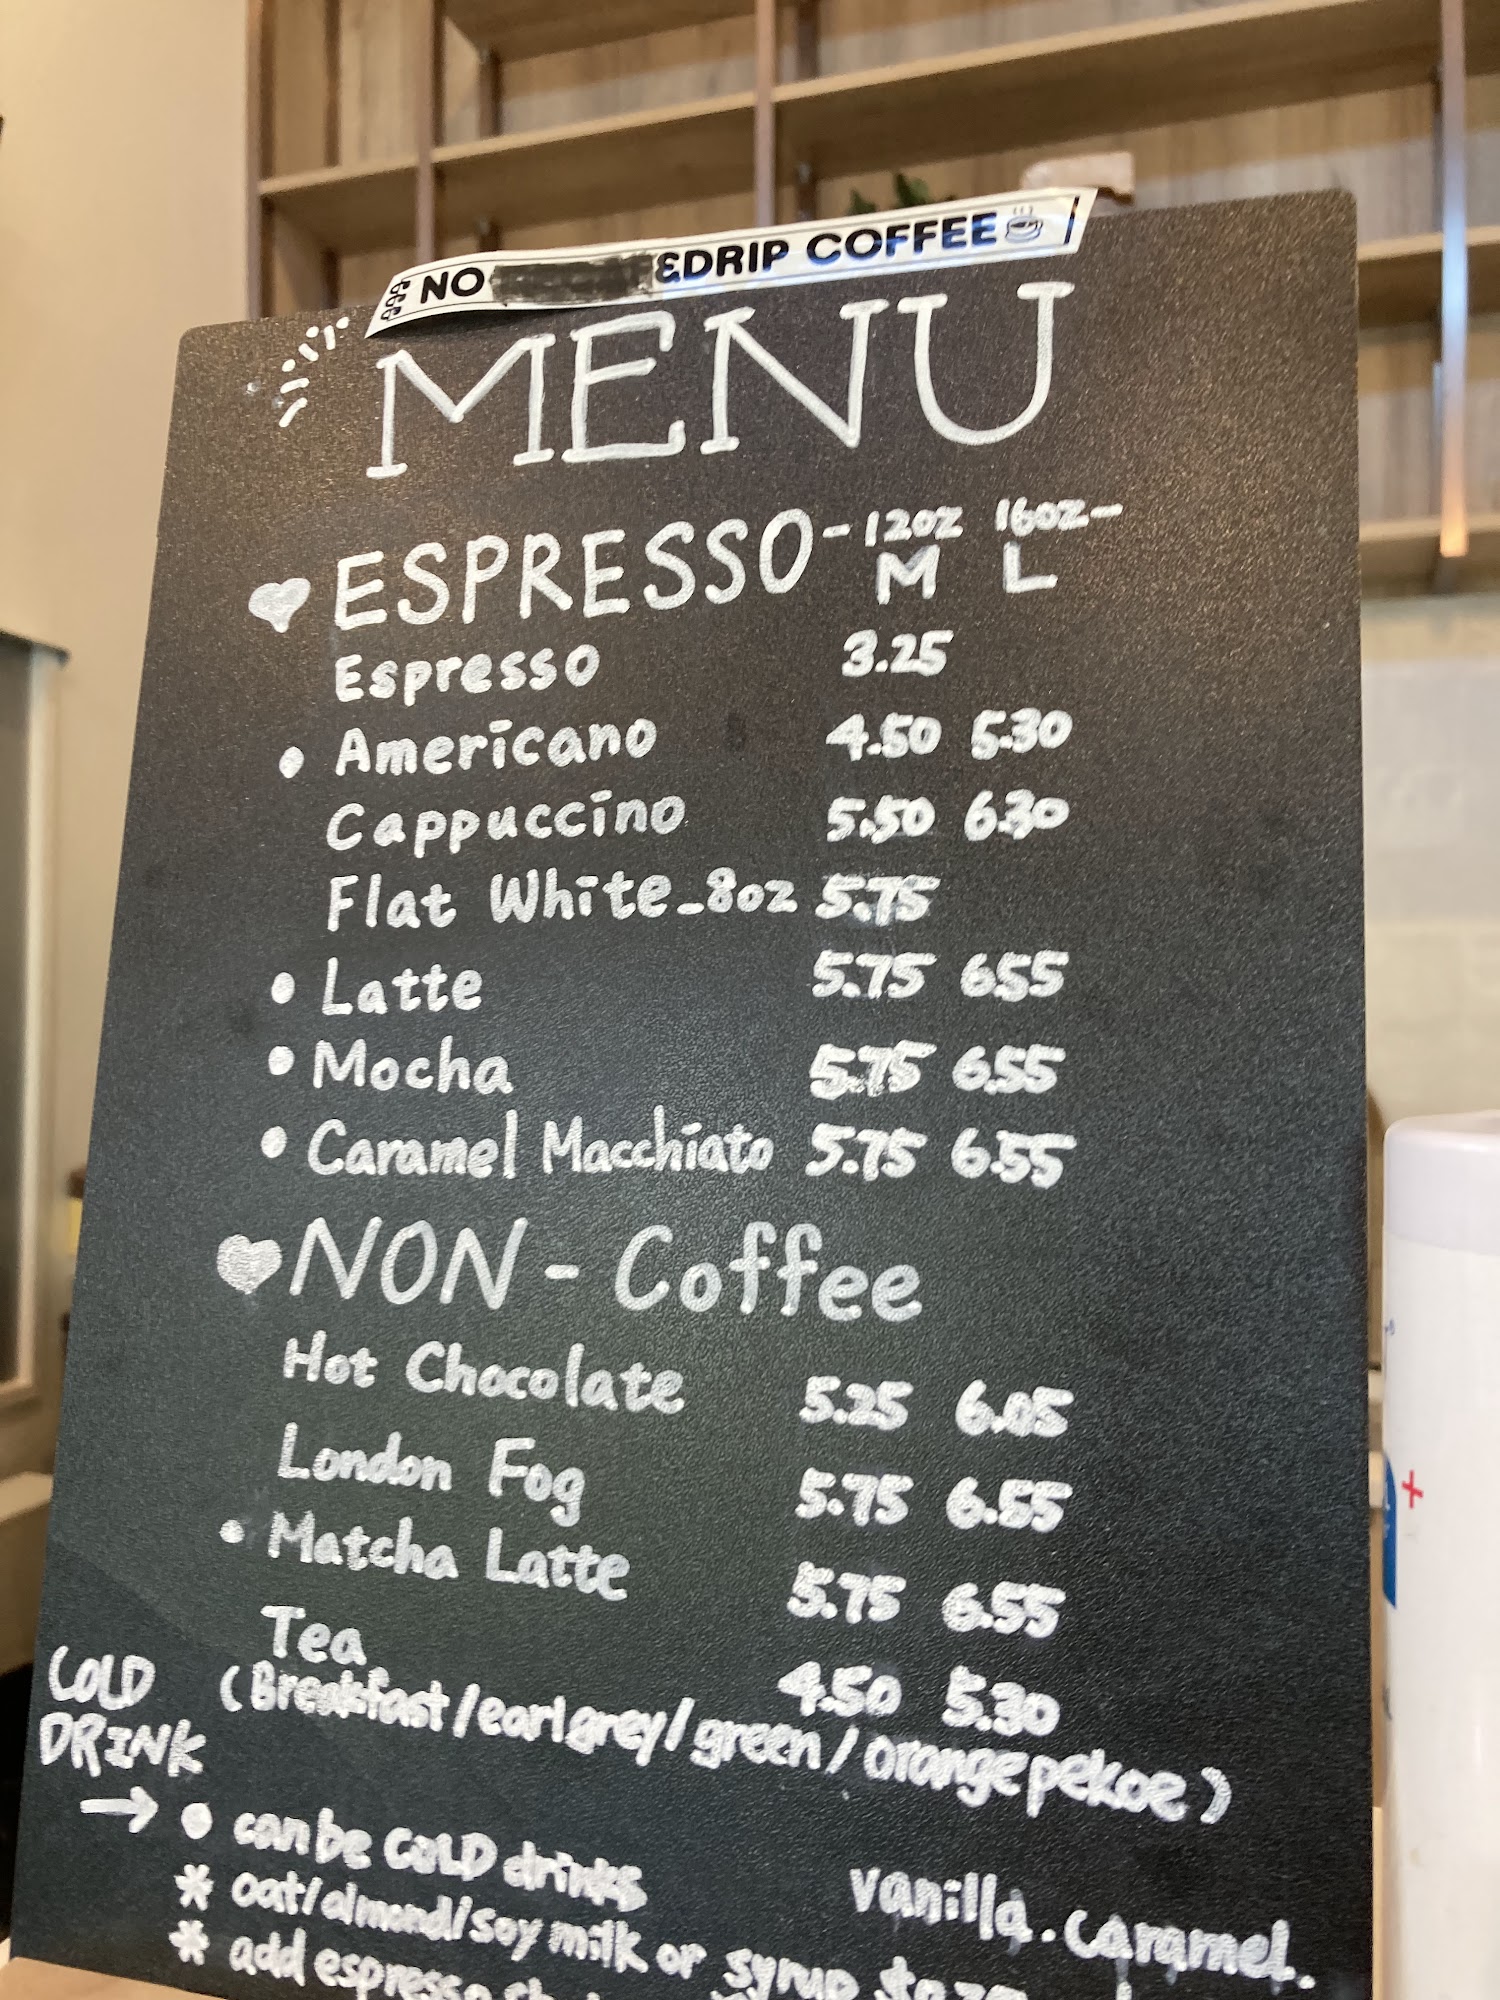 NO &DRIP COFFEE
MENU
ESPRESSO - 12oz 16oz -
M L
Espresso 3.25
• Americano 4.50 5.30
Cappuccino 5.50 6.30
Flat White_8oz 5.75
• Latte 5.75 6.55
• Mocha 5.75 6.55
• Caramel Macchiato 5.75 6.55
NON - Coffee
Hot Chocolate 5.25 6.05
London Fog 5.75 6.55
• Matcha Latte 5.75 6.55
Tea 4.50 5.30
(Breakfast/earlgrey/green/orangepekoe)
COLD
DRINK
→ • can be COLD drinks
vanilla.caramel.
* oat/almond/soy milk or syrup
* add espresso